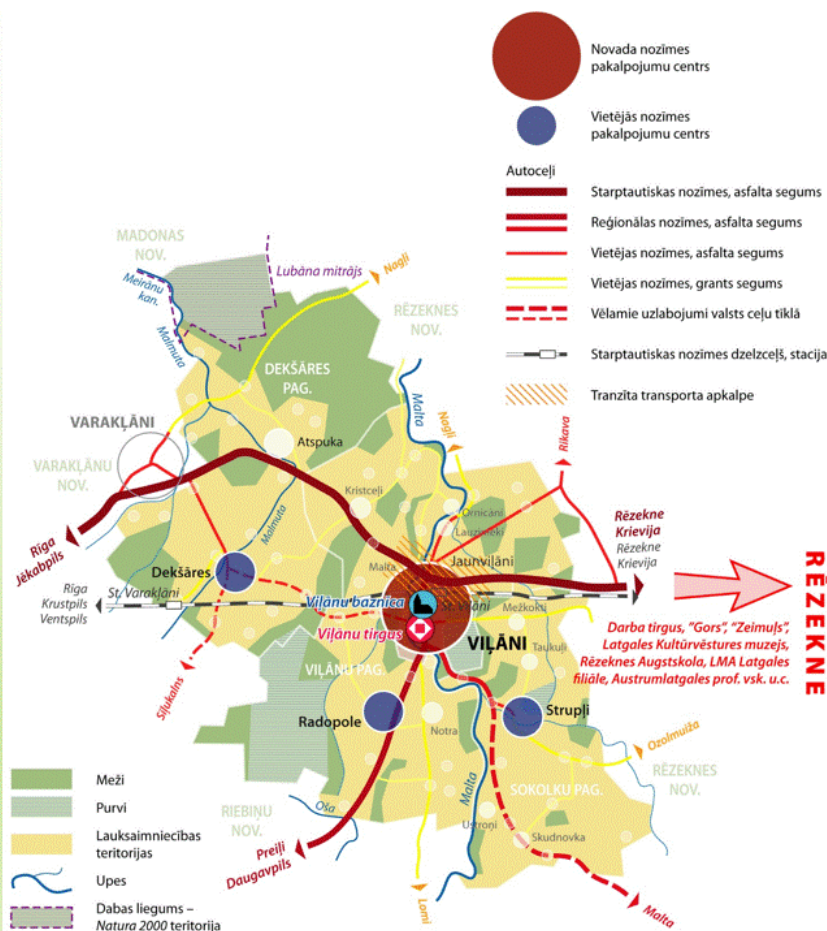 Novada nozīmes
pakalpojumu centrs
Vietējās nozīmes
pakalpojumu centrs
Autoceļi
Starptautiskas nozīmes, asfalta segums
Reģionālas nozīmes, asfalta segums
Vietējas nozīmes, asfalta segums
Vietējas nozīmes, grants segums
Vēlamie uzlabojumi valsts ceļu tīklā
Starptautiskas nozīmes dzelzceļš, stacija
Tranzīta transporta apkalpe
MADONAS
NOV.
Meirānu
kan.
Lubāna mitrājs
Nagļi
Malmuta
RĒZEKNES
NOV.
DEKŠĀRES
PAG.
VARAKĻĀNI
Atspuka
Malta
Nagļi
Rikava
VARAKĻĀNU
NOV.
Kristceļi
Ornicāni
Lauzinieki
Rīga
Jēkabpils
Malmuta
Rēzekne
Krievija
Rēzekne
Krievija
Dekšāres
Malta
Jaunviļāni
Rīga
Krustpils
Ventspils
St. Varakļāni
Viļānu baznīca
St. Viļāni
Mežkokti
Viļānu tirgus
VIĻĀNI
Taukuļi
RĒZEKNE
Darba tirgus, "Gors", "Zeimuļs",
Latgales Kultūrvēstures muzejs,
Rēzeknes Augstskola, LMA Latgales
filiāle, Austrumlatgales prof. vsk. u.c.
Siļukalns
VIĻĀNU PAG.
Radopole
Strupļi
Notra
Ozolmuiža
RĒZEKNES
NOV.
Malta
SOKOLKU PAG.
RIEBIŅU
NOV.
Oša
Ustroņi
Skudnovka
Preiļi
Daugavpils
Lomi
Malta
Meži
Purvi
Lauksaimniecības
teritorijas
Upes
Dabas liegums –
Natura 2000 teritorija